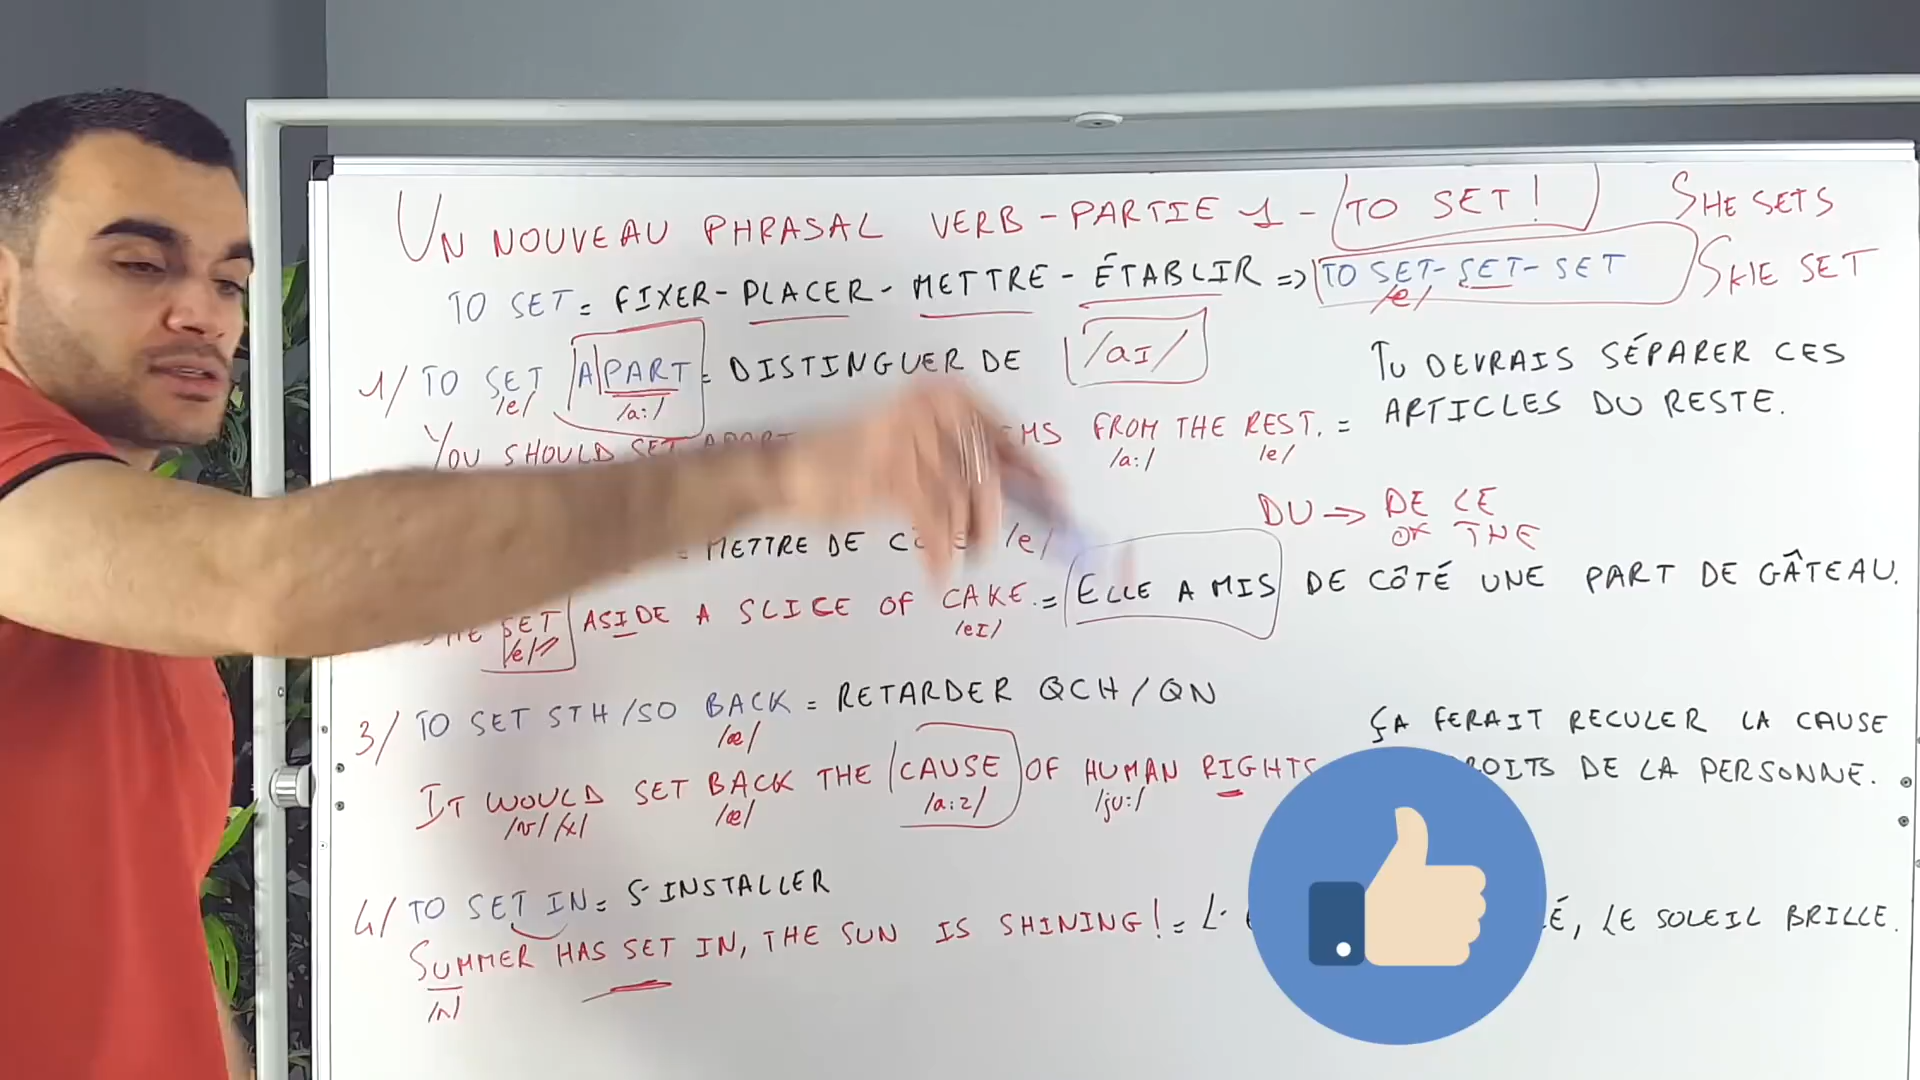 UN NOUVEAU PHRASAL VERB - PARTIE 1 - TO SET!
SHE SETS
TO SET = FIXER - PLACER - METTRE - ÉTABLIR => TO SET - SET - SET
/e/
SHE SET
1/ TO SET APART = DISTINGUER DE
/aɪ/
/e/ /a:/
YOU SHOULD SET APART FROM THE REST. =
/a:/ /e/
TU DEVRAIS SÉPARER CES
ARTICLES DU RESTE.
DU → DE LE
OF THE
= METTRE DE /e/
SET ASIDE A SLICE OF CAKE. = ELLE A MIS DE CÔTÉ UNE PART DE GÂTEAU.
/e/ /eɪ/
3/ TO SET STH/SO BACK = RETARDER QCH/QN
/æ/
IT WOULD SET BACK THE CAUSE OF HUMAN RIGHTS
/æ/ /a:z/ /ju:/
ÇA FERAIT RECULER LA CAUSE
DE LA PERSONNE.
4/ TO SET IN = S'INSTALLER
SUMMER HAS SET IN, THE SUN IS SHINING! = L' É, LE SOLEIL BRILLE.
/ʌ/